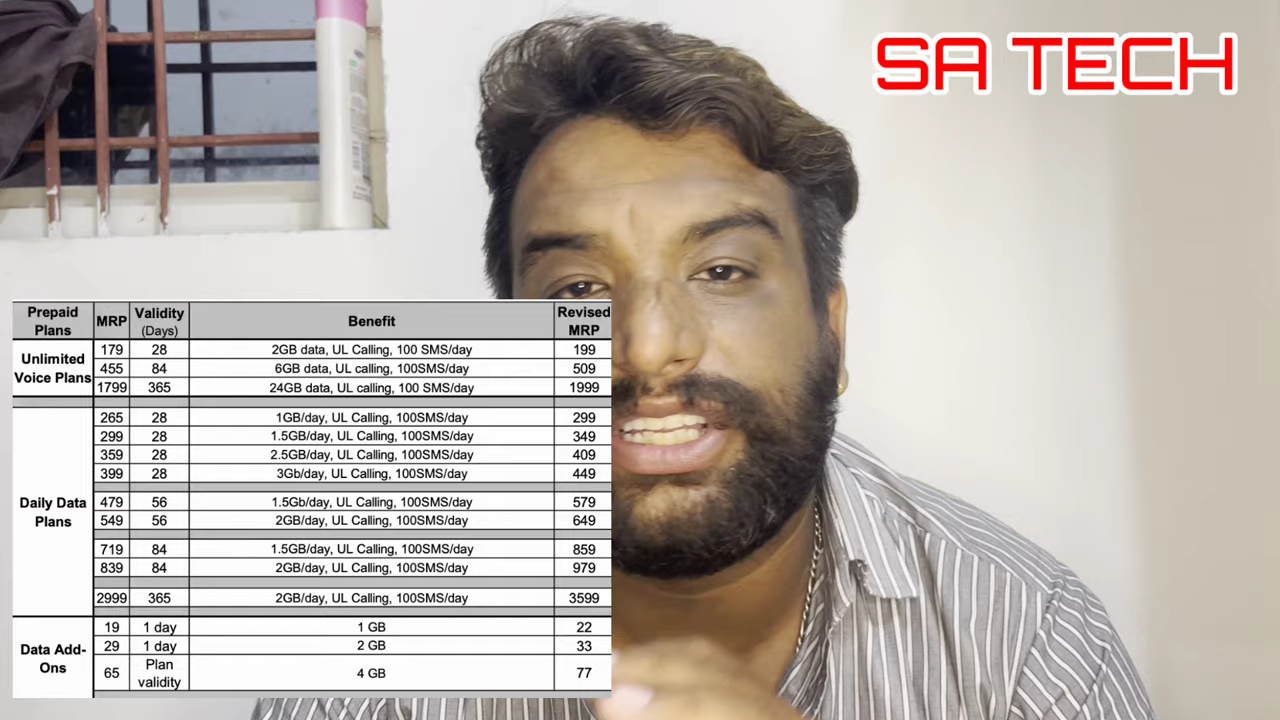 SA TECH
Prepaid Plans MRP Validity (Days) Benefit Revised MRP
Unlimited Voice Plans
179 28 2GB data, UL Calling, 100 SMS/day 199
455 84 6GB data, UL Calling, 100SMS/day 509
1799 365 24GB data, UL calling, 100 SMS/day 1999
Daily Data Plans
265 28 1GB/day, UL Calling, 100SMS/day 299
299 28 1.5GB/day, UL Calling, 100SMS/day 349
359 28 2.5GB/day, UL Calling, 100SMS/day 409
399 28 3Gb/day, UL Calling, 100SMS/day 449
479 56 1.5Gb/day, UL Calling, 100SMS/day 579
549 56 2GB/day, UL Calling, 100SMS/day 649
719 84 1.5GB/day, UL Calling, 100SMS/day 859
839 84 2GB/day, UL Calling, 100SMS/day 979
2999 365 2GB/day, UL Calling, 100SMS/day 3599
Data Add-Ons
19 1 day 1 GB 22
29 1 day 2 GB 33
65 Plan validity 4 GB 77